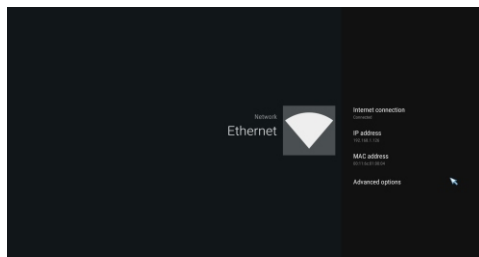 Network
Ethernet
Internet connection
Connected
IP address
MAC address
Advanced options